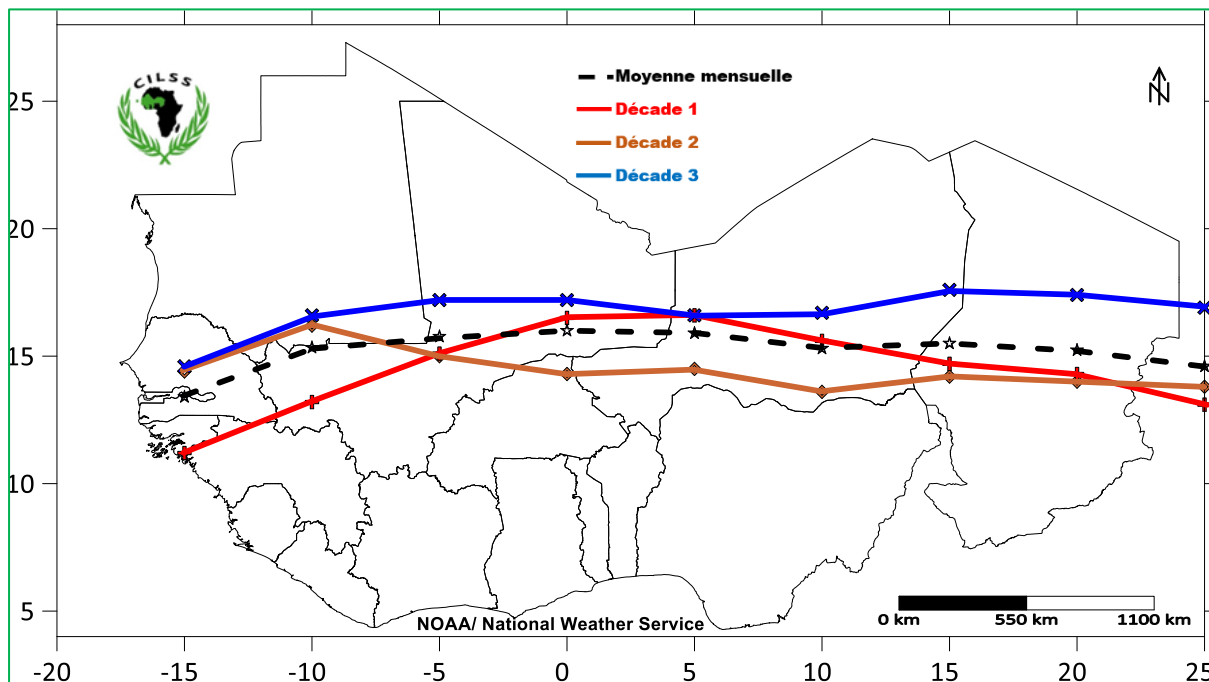 CILSS
Moyenne mensuelle
Décade 1
Décade 2
Décade 3
N
25
20
15
10
5
NOAA/ National Weather Service
0 km 550 km 1100 km
-20 -15 -10 -5 0 5 10 15 20 25